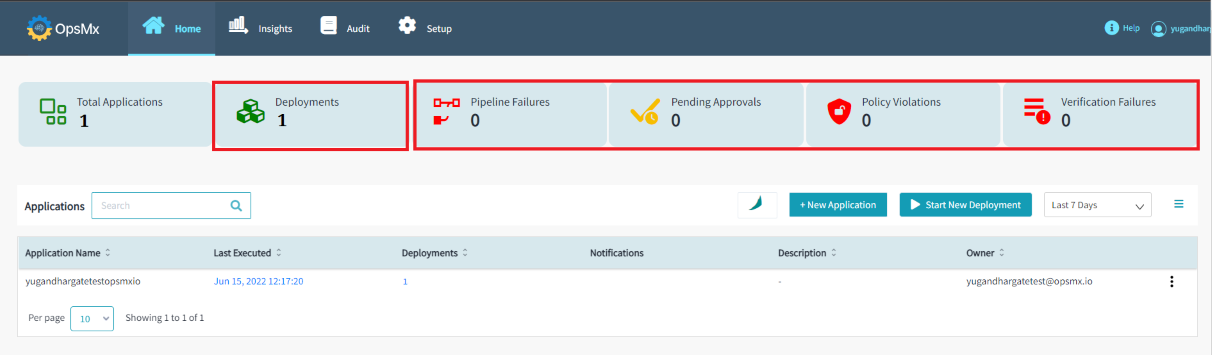 OpsMx Home Insights Audit Setup Help
Total Applications
1
Deployments
1
Pipeline Failures
0
Pending Approvals
0
Policy Violations
0
Verification Failures
0
Applications Search + New Application Start New Deployment Last 7 Days
Application Name Last Executed Deployments Notifications Description Owner
yugandhargatetestopsmxio Jun 15, 2022 12:17:20 1 - yugandhargatetest@opsmx.io
Per page 10 Showing 1 to 1 of 1